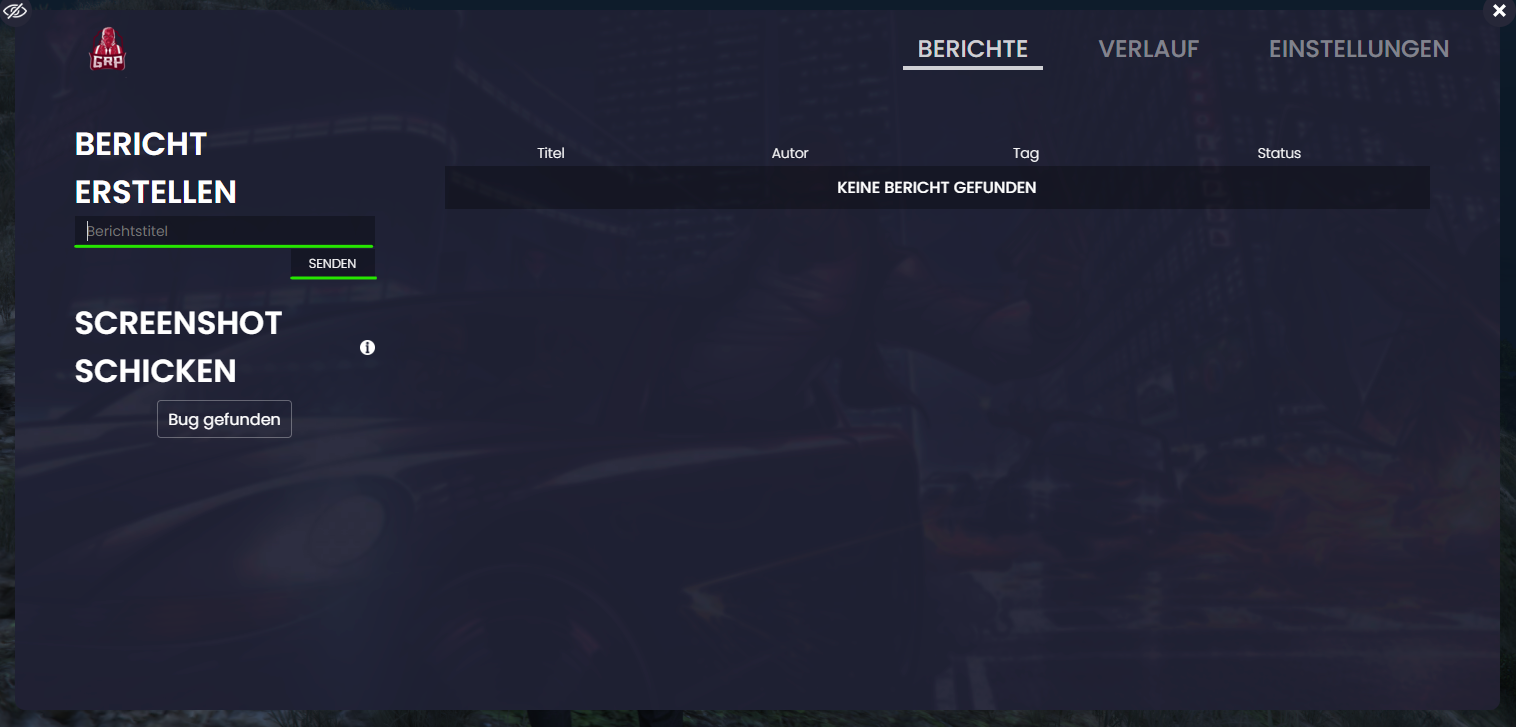 GRP
BERICHTE
VERLAUF
EINSTELLUNGEN
BERICHT
ERSTELLEN
Berichtstitel
SENDEN
SCREENSHOT
SCHICKEN
Bug gefunden
Titel
Autor
Tag
Status
KEINE BERICHT GEFUNDEN